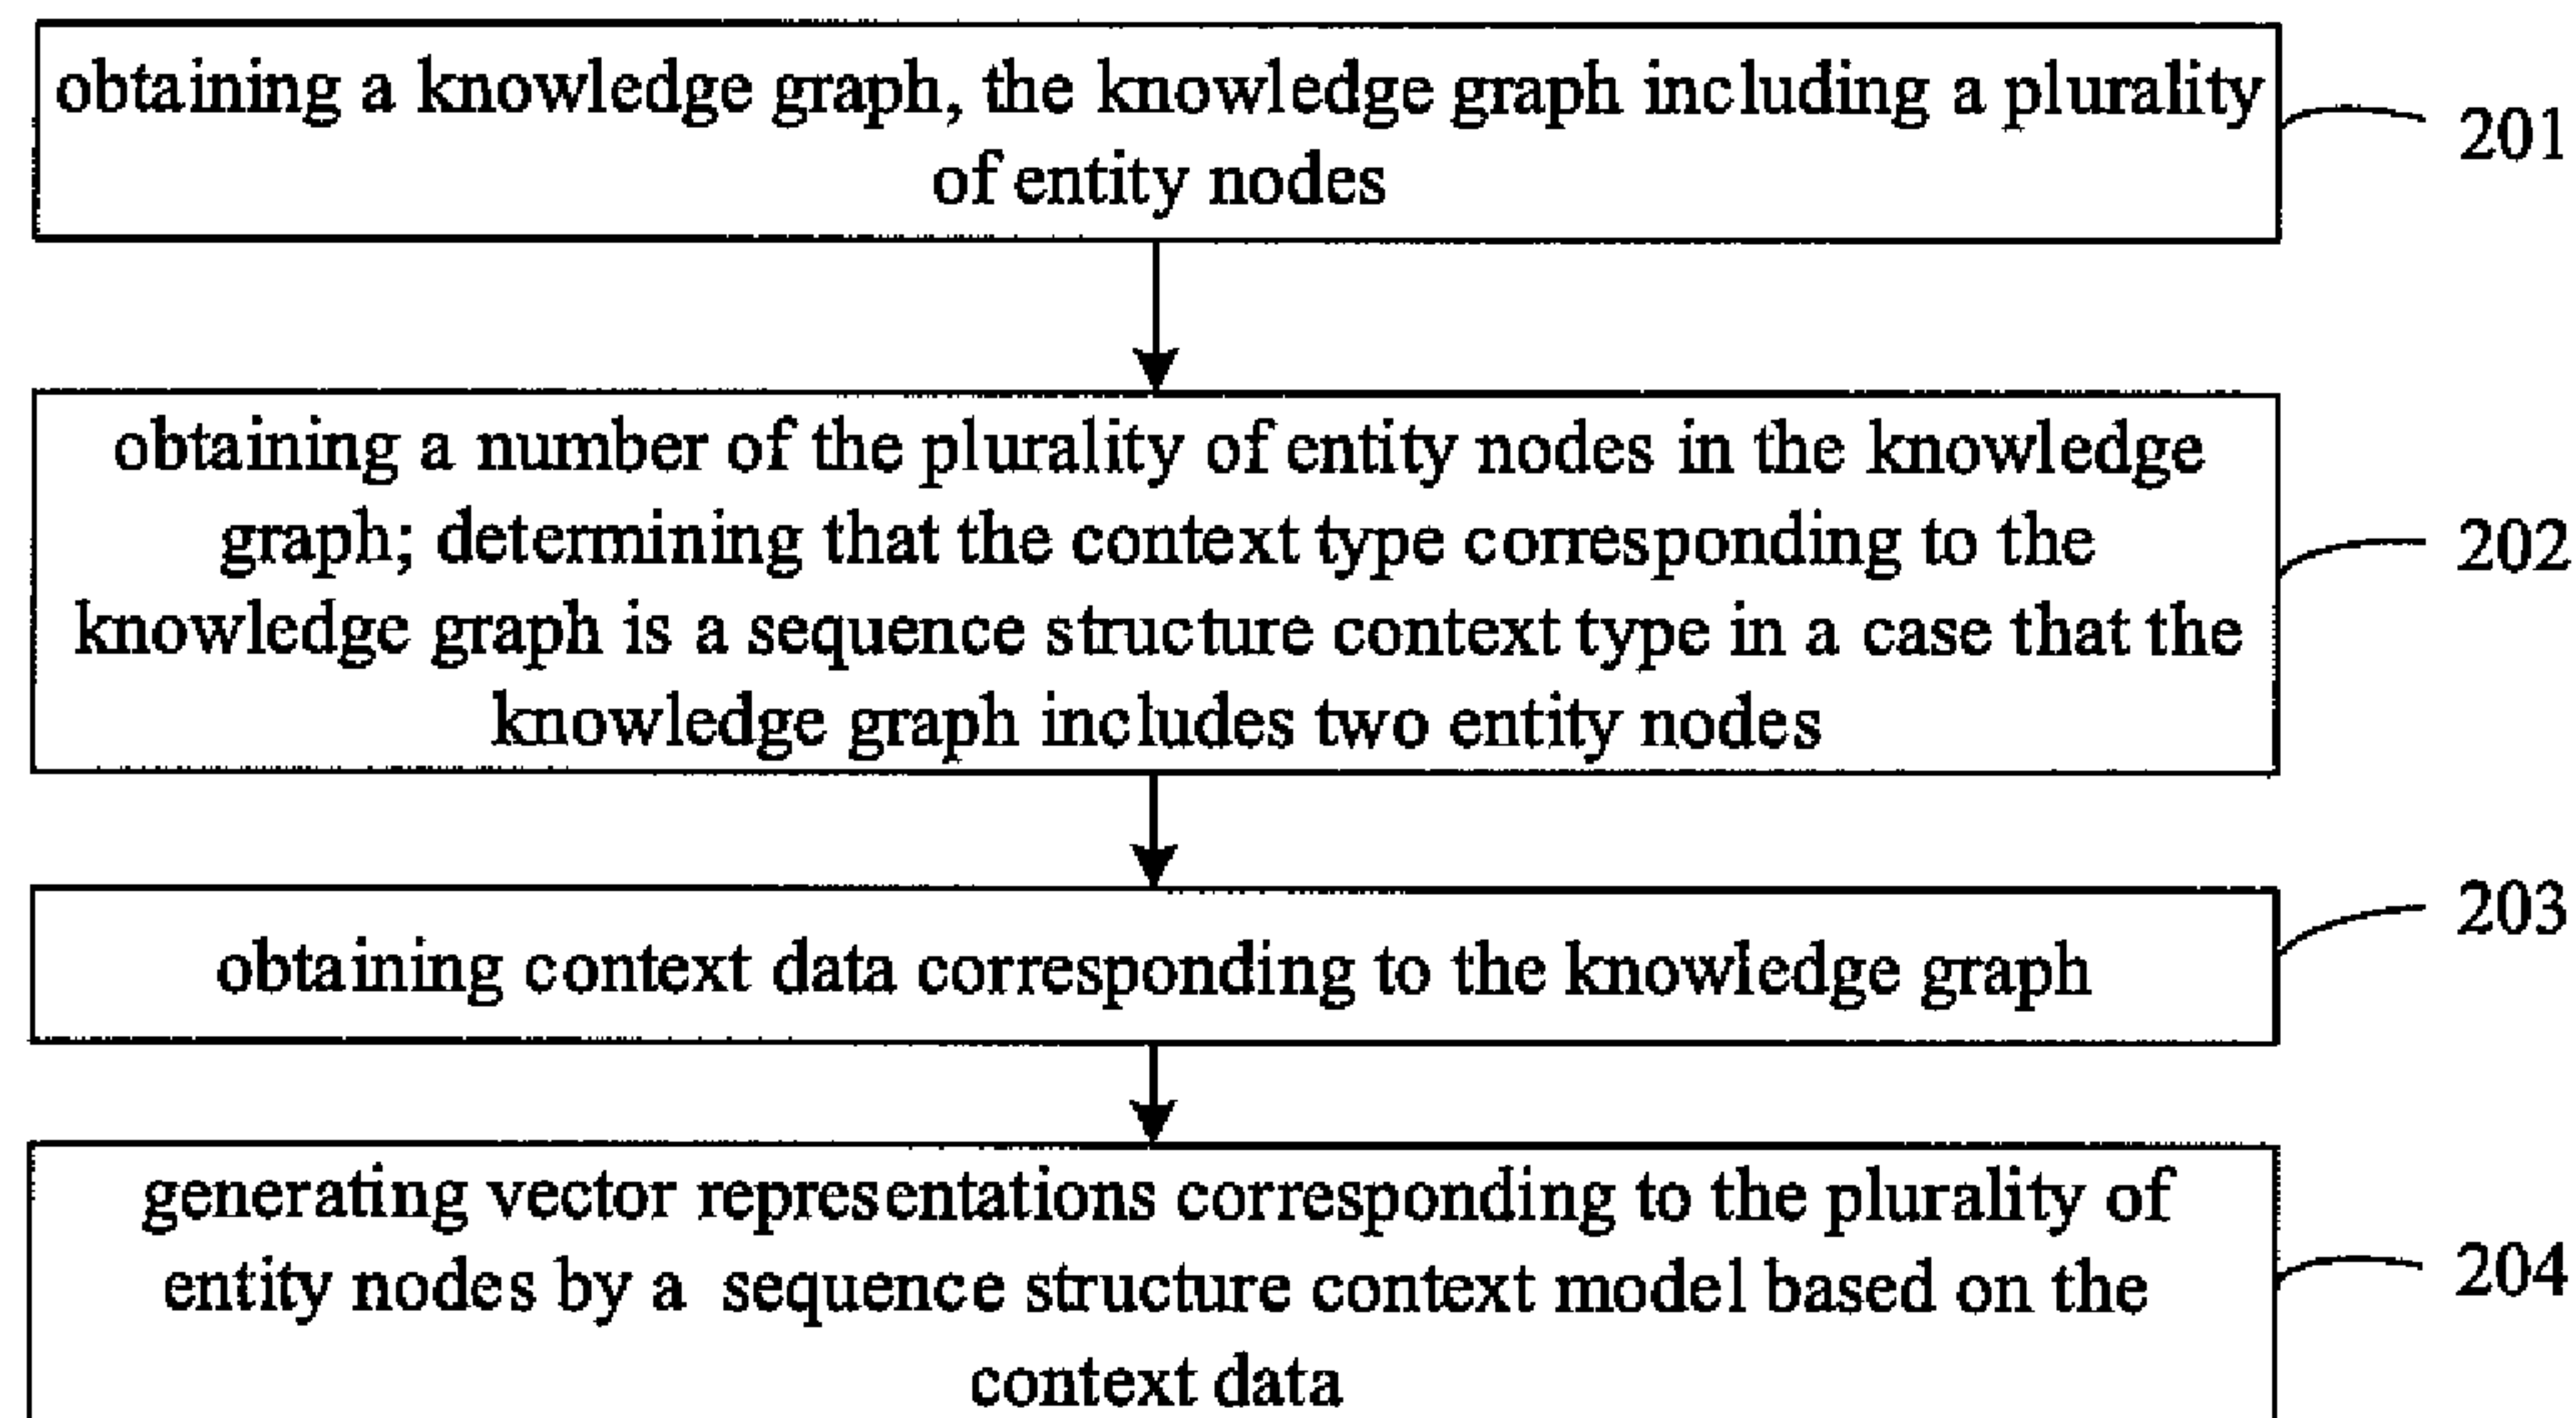 obtaining a knowledge graph, the knowledge graph including a plurality
of entity nodes
201
obtaining a number of the plurality of entity nodes in the knowledge
graph; determining that the context type corresponding to the
knowledge graph is a sequence structure context type in a case that the
knowledge graph includes two entity nodes
202
obtaining context data corresponding to the knowledge graph
203
generating vector representations corresponding to the plurality of
entity nodes by a sequence structure context model based on the
context data
204